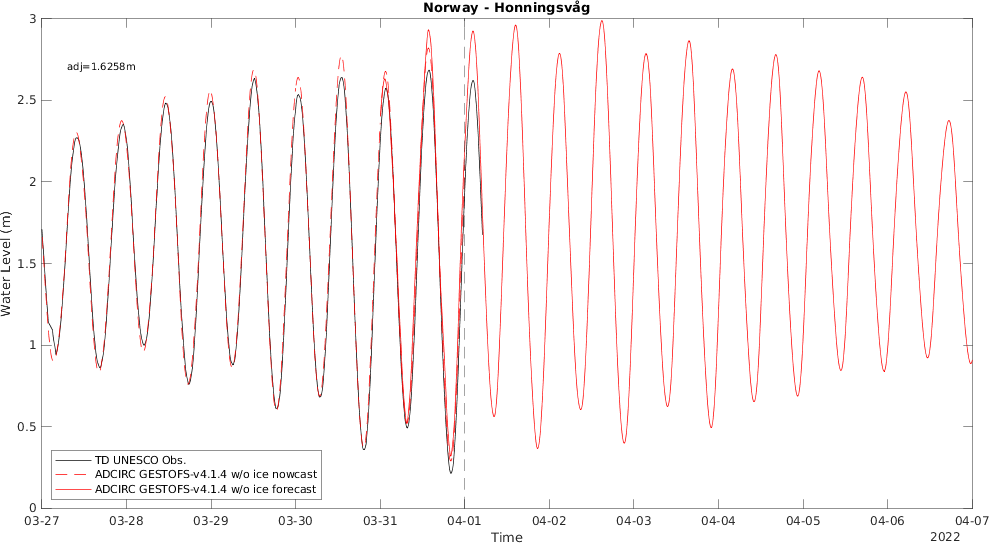 Norway - Honningsvåg
adj=1.6258m
Water Level (m)
3
2.5
2
1.5
1
0.5
0
TD UNESCO Obs.
ADCIRC GESTOFS-v4.1.4 w/o ice nowcast
ADCIRC GESTOFS-v4.1.4 w/o ice forecast
03-27 03-28 03-29 03-30 03-31 04-01 04-02 04-03 04-04 04-05 04-06 04-07
Time
2022